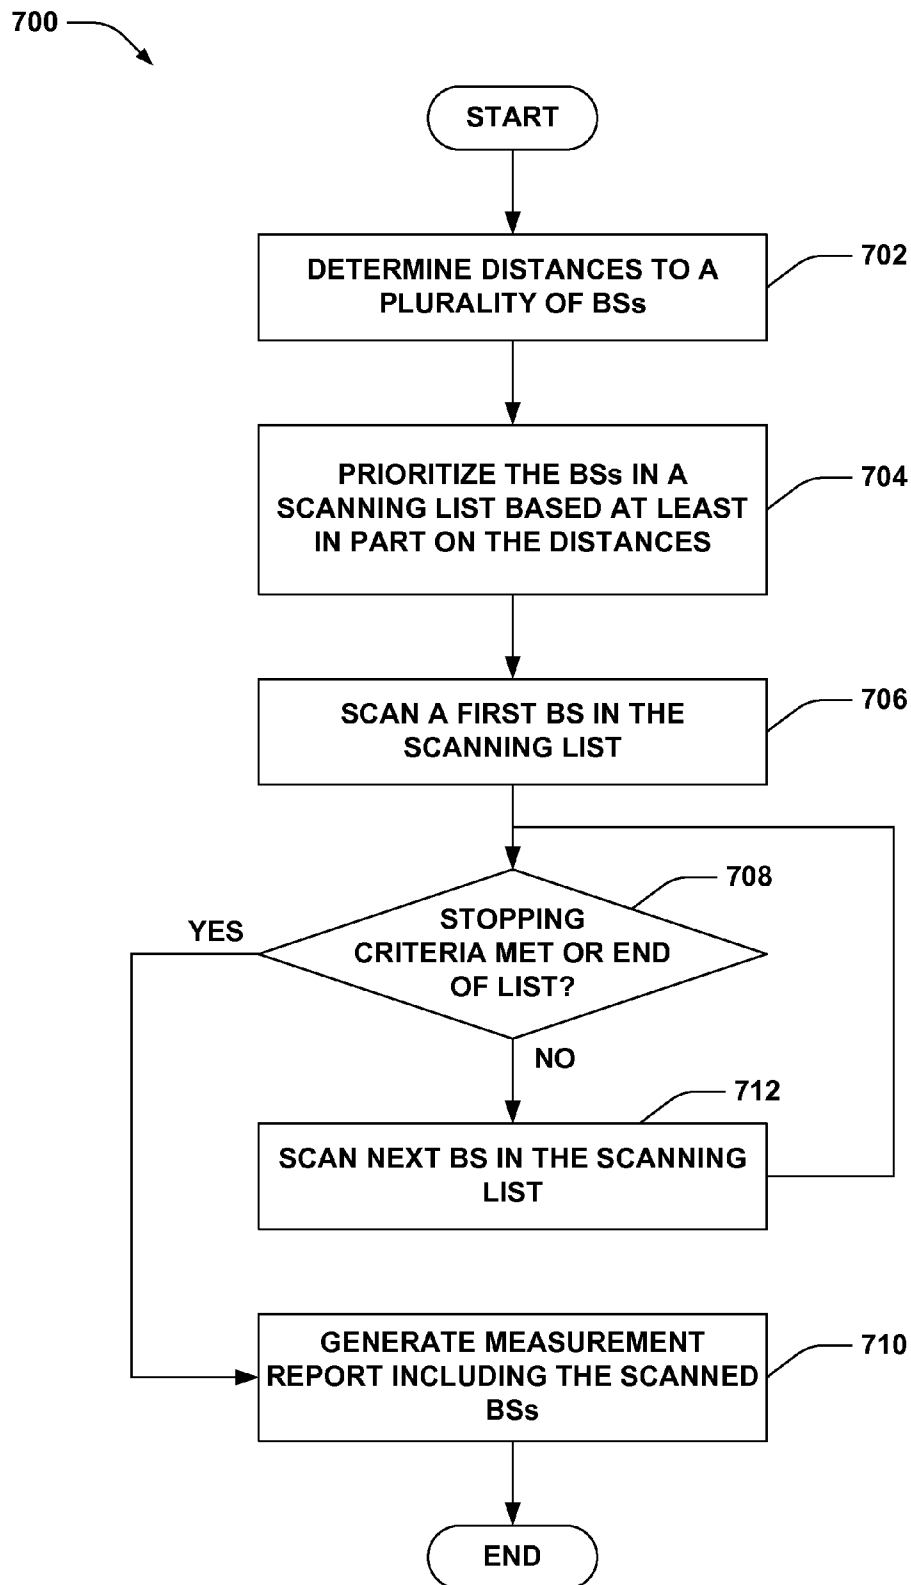 700
START
DETERMINE DISTANCES TO A
PLURALITY OF BSs
702
PRIORITIZE THE BSs IN A
SCANNING LIST BASED AT LEAST
IN PART ON THE DISTANCES
704
SCAN A FIRST BS IN THE
SCANNING LIST
706
708
STOPPING
CRITERIA MET OR END
OF LIST?
YES
NO
712
SCAN NEXT BS IN THE SCANNING
LIST
GENERATE MEASUREMENT
REPORT INCLUDING THE SCANNED
BSs
710
END